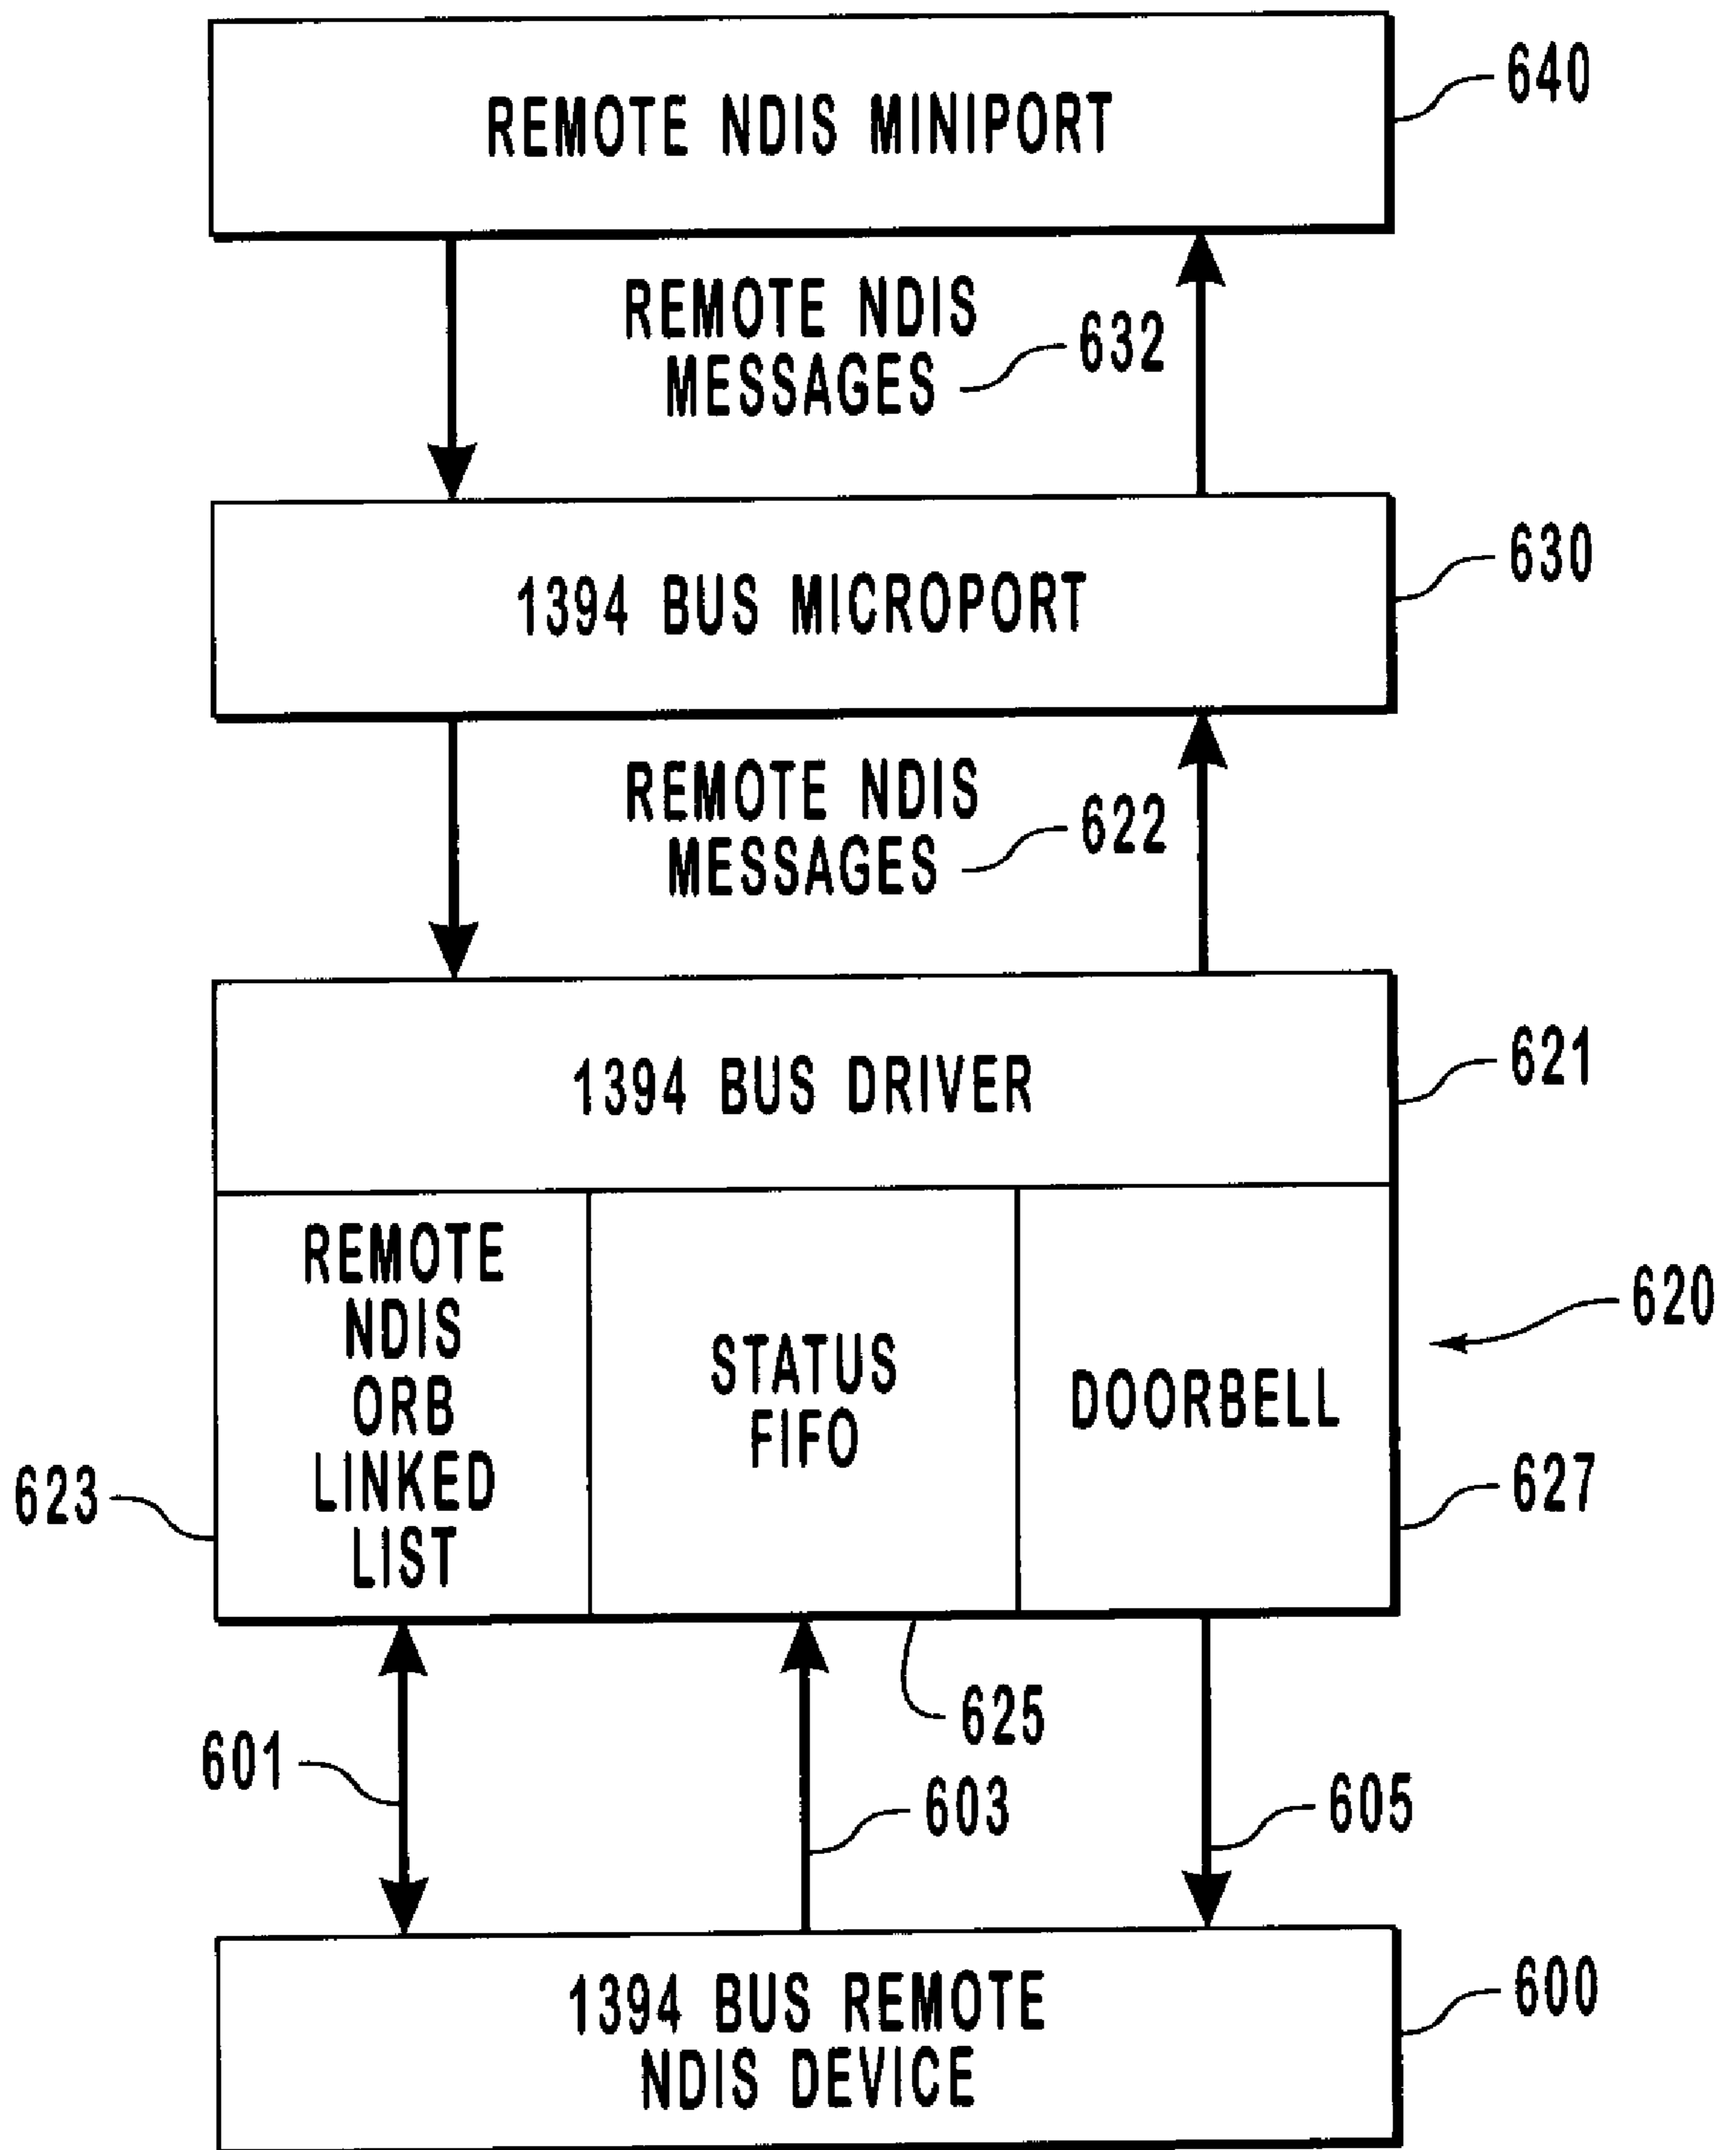 REMOTE NDIS MINIPORT
640
REMOTE NDIS
MESSAGES
632
1394 BUS MICROPORT
630
REMOTE NDIS
MESSAGES
622
1394 BUS DRIVER
621
REMOTE
NDIS
ORB
LINKED
LIST
STATUS
FIFO
DOORBELL
620
623
627
625
601
603
605
1394 BUS REMOTE
NDIS DEVICE
600